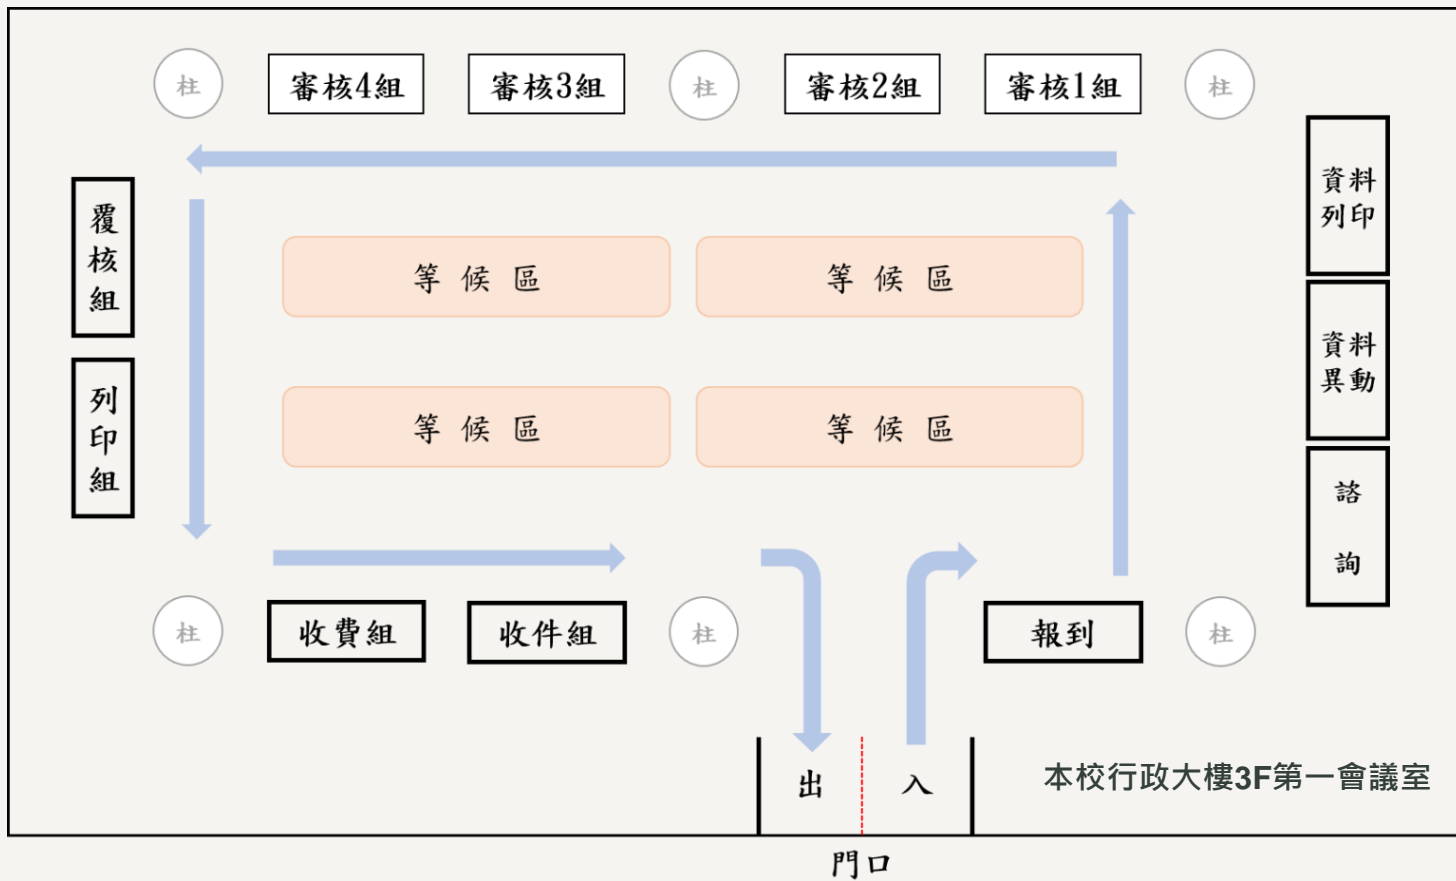 柱
審核4組
審核3組
柱
審核2組
審核1組
柱
資料
列印
覆
核
組
等候區
等候區
資料
異動
列
印
組
等候區
等候區
諮
詢
柱
收費組
收件組
柱
報到
柱
出
入
本校行政大樓3F第一會議室
門口